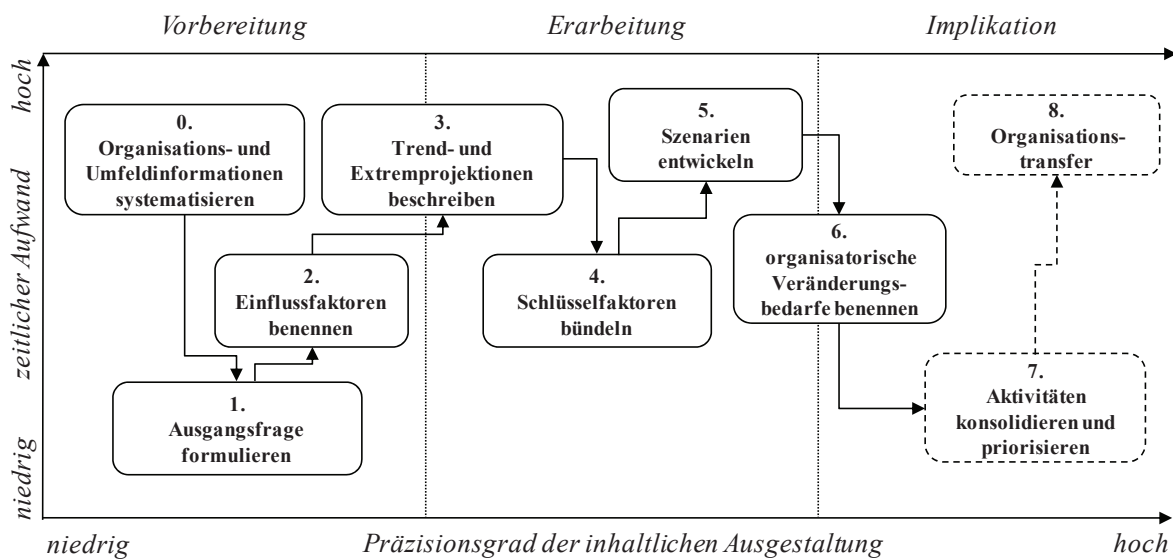 Vorbereitung
Erarbeitung
Implikation
hoch
zeitlicher Aufwand
niedrig
0.
Organisations- und
Umfeldinformationen
systematisieren
1.
Ausgangsfrage
formulieren
2.
Einflussfaktoren
benennen
3.
Trend- und
Extremprojektionen
beschreiben
4.
Schlüsselfaktoren
bündeln
5.
Szenarien
entwickeln
6.
organisatorische
Veränderungs-
bedarfe benennen
7.
Aktivitäten
konsolidieren und
priorisieren
8.
Organisations-
transfer
niedrig
Präzisionsgrad der inhaltlichen Ausgestaltung
hoch